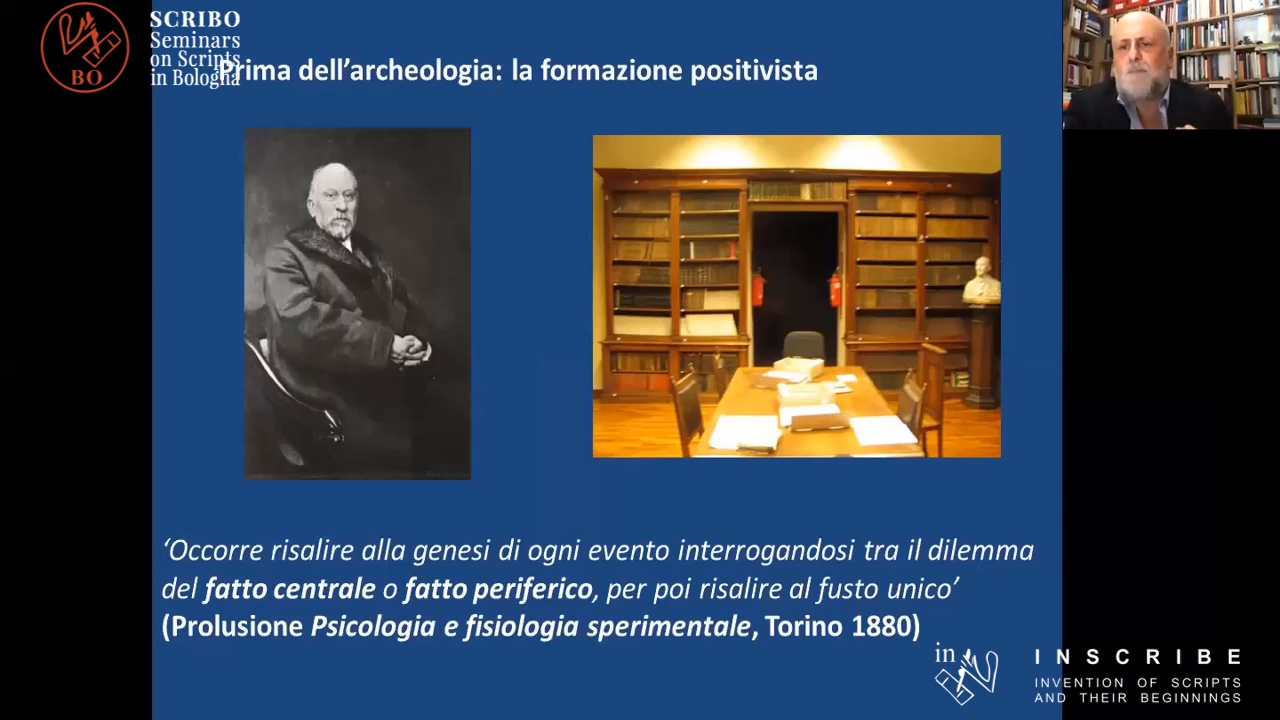 SCRIBO
Seminars
on Scripts
in Bologna
BO
Prima dell’archeologia: la formazione positivista
‘Occorre risalire alla genesi di ogni evento interrogandosi tra il dilemma
del fatto centrale o fatto periferico, per poi risalire al fusto unico’
(Prolusione Psicologia e fisiologia sperimentale, Torino 1880)
in
INSCRIBE
INVENTION OF SCRIPTS
AND THEIR BEGINNINGS